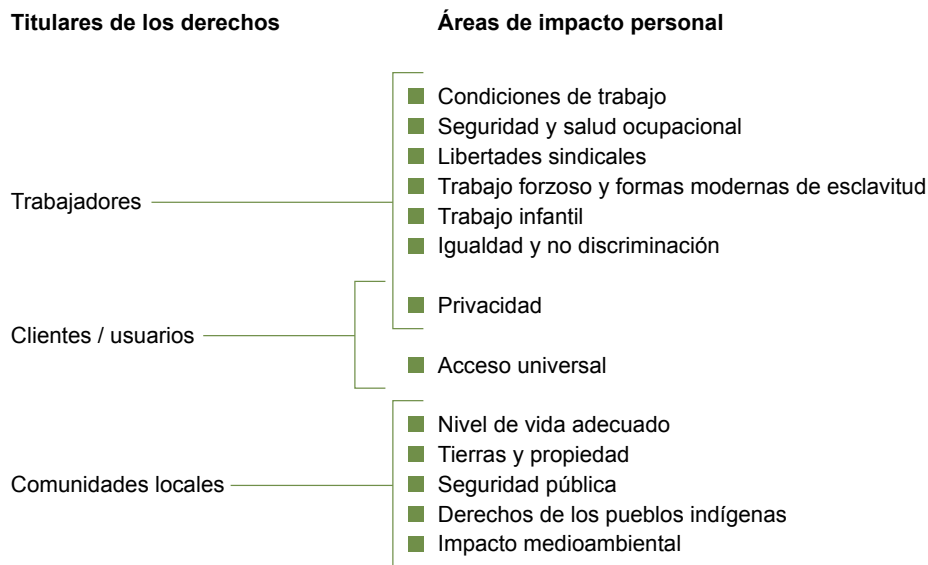 Titulares de los derechos
Áreas de impacto personal
Condiciones de trabajo
Seguridad y salud ocupacional
Libertades sindicales
Trabajo forzoso y formas modernas de esclavitud
Trabajadores
Trabajo infantil
Igualdad y no discriminación
Privacidad
Clientes / usuarios
Acceso universal
Nivel de vida adecuado
Tierras y propiedad
Comunidades locales
Seguridad pública
Derechos de los pueblos indígenas
Impacto medioambiental